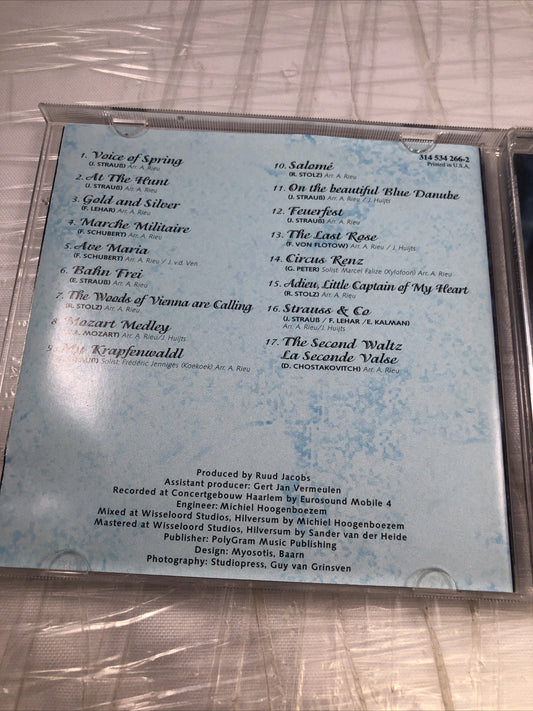 314 534 266-2
Printed in U.S.A.
1. Voice of Spring
(J. STRAUß) Arr. A. Rieu
2. At The Hunt
(J. STRAUß) Arr. A. Rieu
3. Gold and Silver
(F. LEHAR) Arr. A. Rieu
4. Marche Militaire
(F. SCHUBERT) Arr. A. Rieu
5. Ave Maria
(F. SCHUBERT) Arr. A. Rieu / J. v.d. Ven
6. Bahn Frei
(E. STRAUß) Arr. A. Rieu
7. The Woods of Vienna are Calling
(R. STOLZ) Arr. A. Rieu
8. Mozart Medley
A. MOZART) Arr. A. Rieu/J. Huijts
9. Krapfenwaldl
Solist: Frédéric Jenniges (Koekoek) Arr. A. Rieu
10. Salomé
(R. STOLZ) Arr. A. Rieu
11. On the beautiful Blue Danube
(J. STRAUß) Arr. A. Rieu / J. Huijts
12. Feuerfest
(J. STRAUß) Arr. A. Rieu
13. The Last Rose
(F. VON FLOTOW) Arr. A. Rieu / J. Huijts
14. Circus Renz
(G. PETER) Solist: Marcel Falize (Xylofoon) Arr. A. Rieu
15. Adieu, Little Captain of My Heart
(R. STOLZ) Arr. A. Rieu
16. Strauss & Co
(J. STRAUß / F. LEHAR /E. KALMAN)
Arr. A. Rieu/J. Huijts
17. The Second Waltz
La Seconde Valse
(D. CHOSTAKOVITCH) Arr. A. Rieu
Produced by Ruud Jacobs
Assistant producer: Gert Jan Vermeulen
Recorded at Concertgebouw Haarlem by Eurosound Mobile 4
Engineer: Michiel Hoogenboezem
Mixed at Wisseloord Studios, Hilversum by Michiel Hoogenboezem
Mastered at Wisseloord Studios, Hilversum by Sander van der Heide
Publisher: PolyGram Music Publishing
Design: Myosotis, Baarn
Photography: Studiopress, Guy van Grinsven